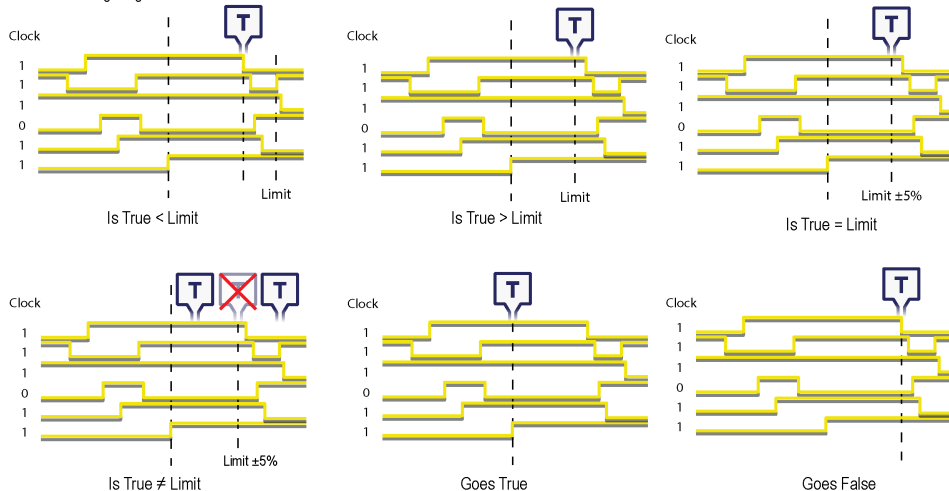 T T T
Clock Clock Clock
1 1 1
1 1 1
1 1 1
0 0 0
1 1 1
1 1 1
Limit Limit Limit ±5%
Is True < Limit Is True > Limit Is True = Limit
T T T T T
Clock Clock Clock
1 1 1
1 1 1
1 1 1
0 0 0
1 1 1
1 1 1
Limit ±5%
Is True ≠ Limit Goes True Goes False